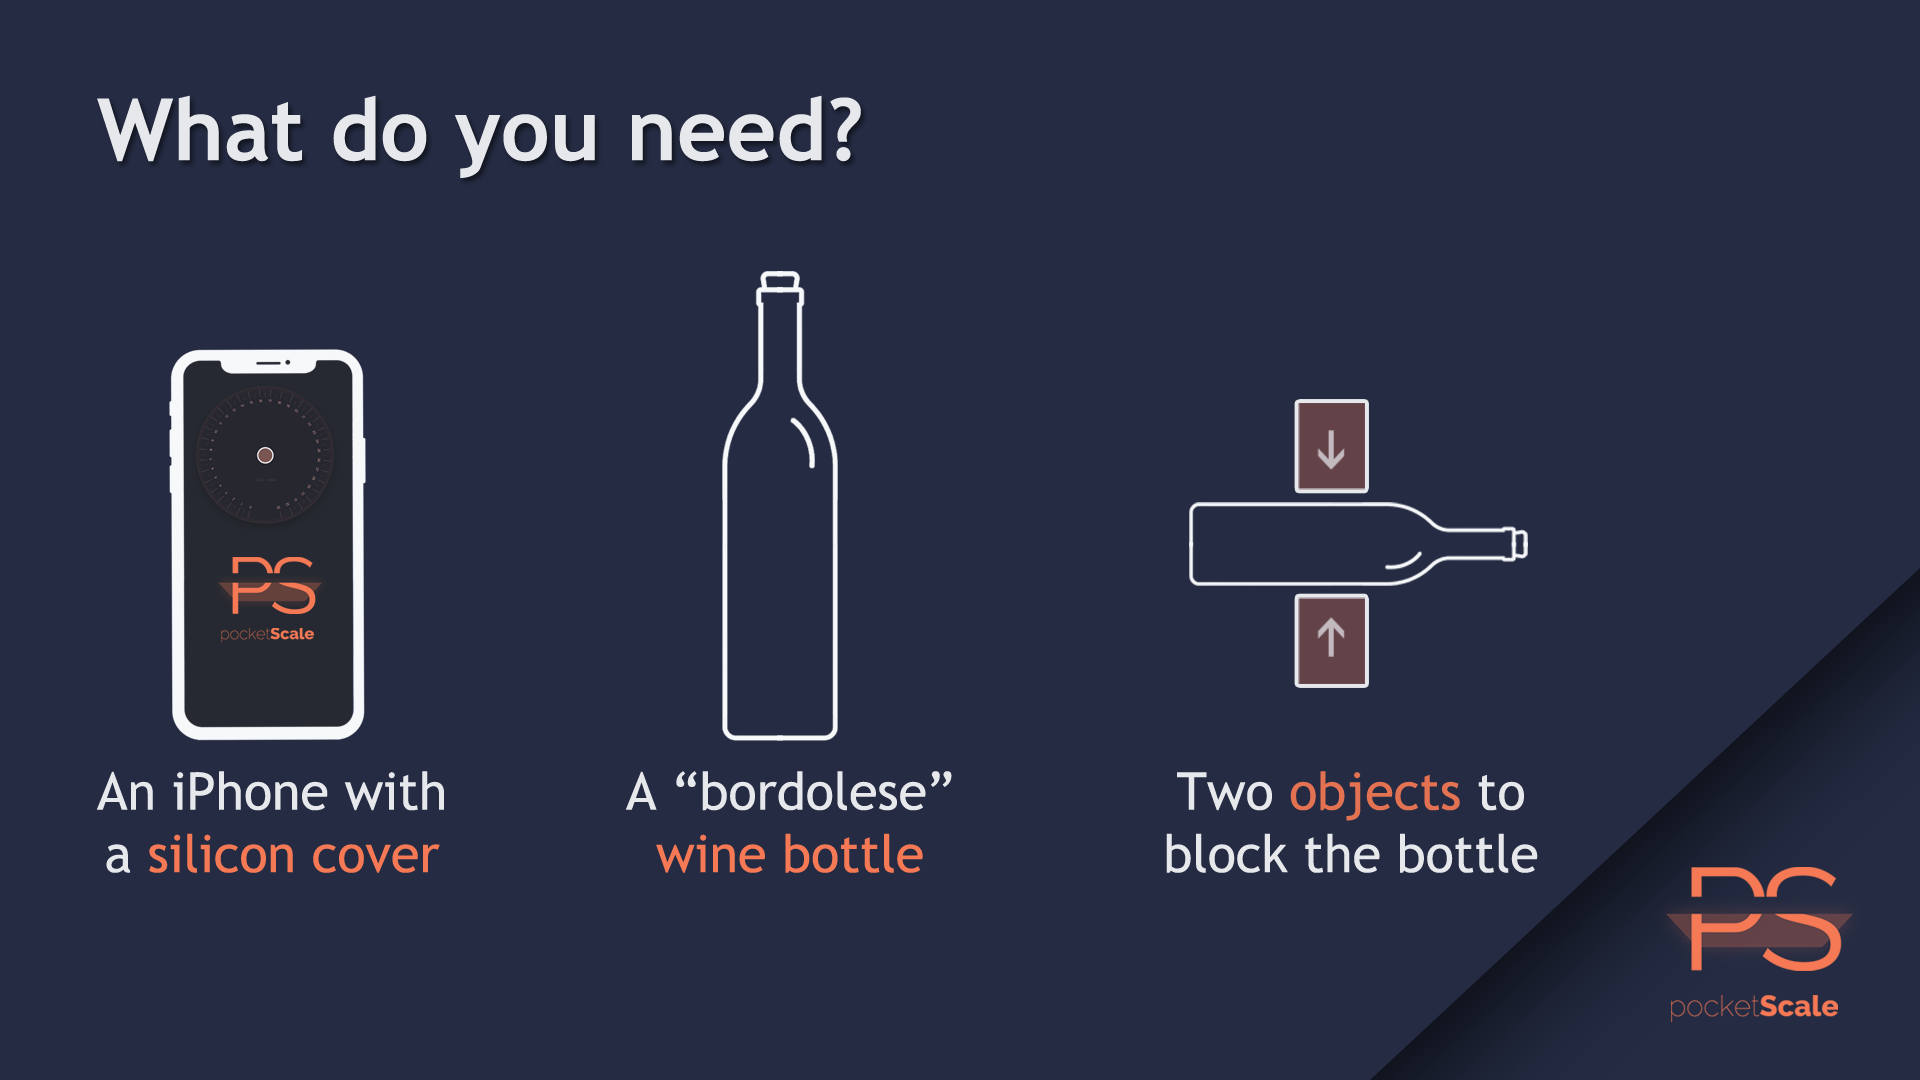 What do you need?
PS
pocketScale
An iPhone with
a silicon cover
A “bordolese”
wine bottle
Two objects to
block the bottle
PS
pocketScale